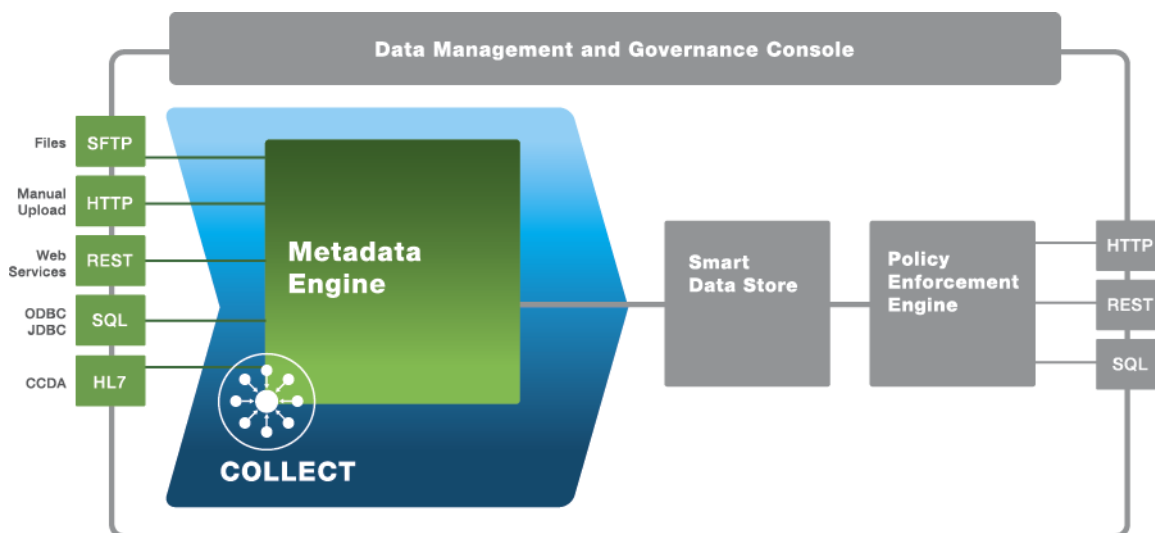 Data Management and Governance Console
Files
SFTP
Manual
Upload
HTTP
Web
Services
REST
ODBC
JDBC
SQL
CCDA
HL7
Metadata
Engine
COLLECT
Smart
Data Store
Policy
Enforcement
Engine
HTTP
REST
SQL